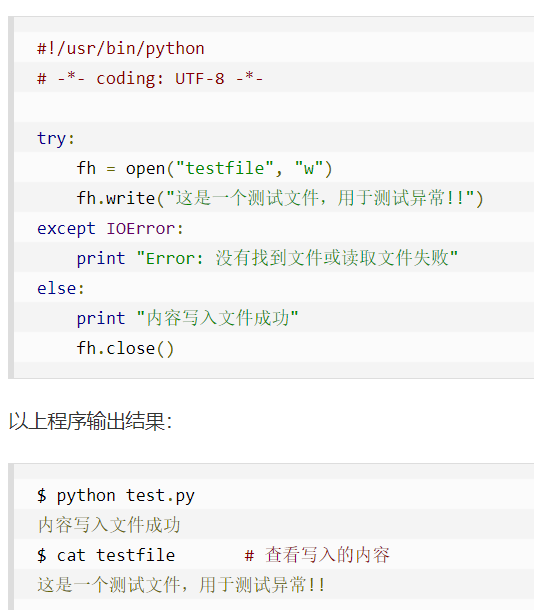 #!/usr/bin/python
# -*- coding: UTF-8 -*-
try:
    fh = open("testfile", "w")
    fh.write("这是一个测试文件，用于测试异常!!")
except IOError:
    print "Error: 没有找到文件或读取文件失败"
else:
    print "内容写入文件成功"
    fh.close()
以上程序输出结果：
$ python test.py
内容写入文件成功
$ cat testfile       # 查看写入的内容
这是一个测试文件，用于测试异常!!